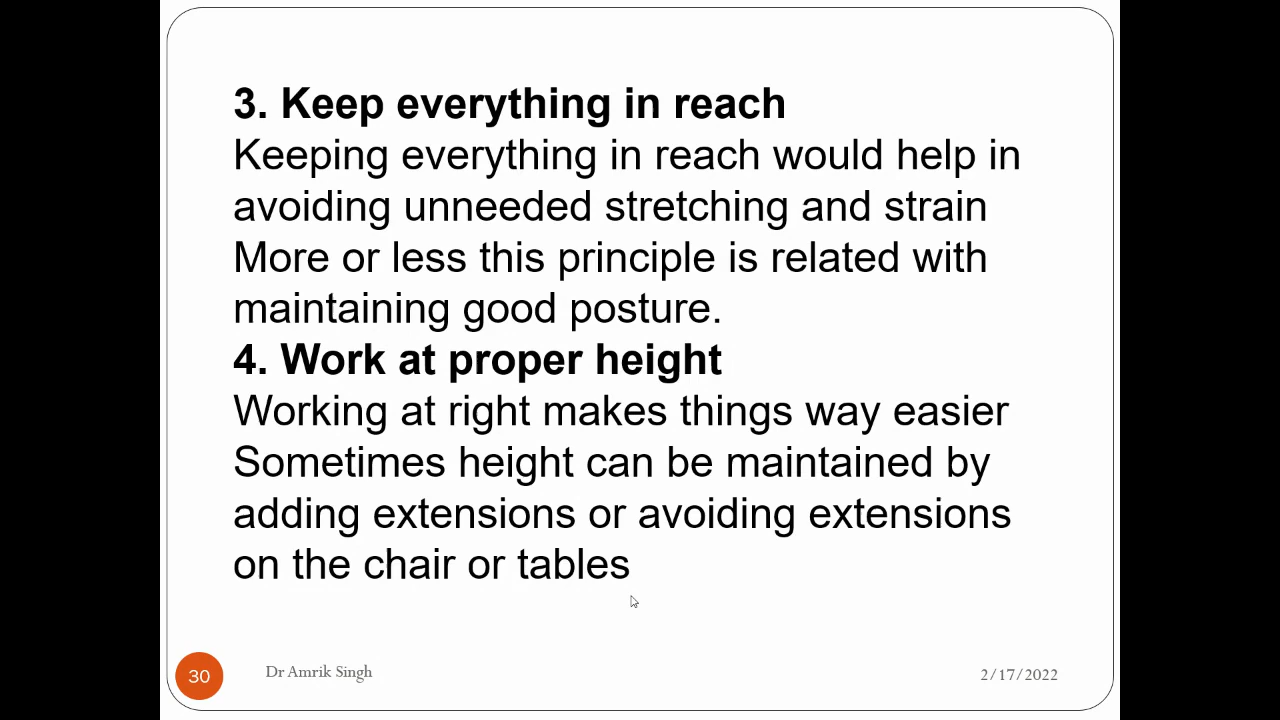 3. Keep everything in reach
Keeping everything in reach would help in
avoiding unneeded stretching and strain
More or less this principle is related with
maintaining good posture.
4. Work at proper height
Working at right makes things way easier
Sometimes height can be maintained by
adding extensions or avoiding extensions
on the chair or tables
30
Dr Amrik Singh
2/17/2022